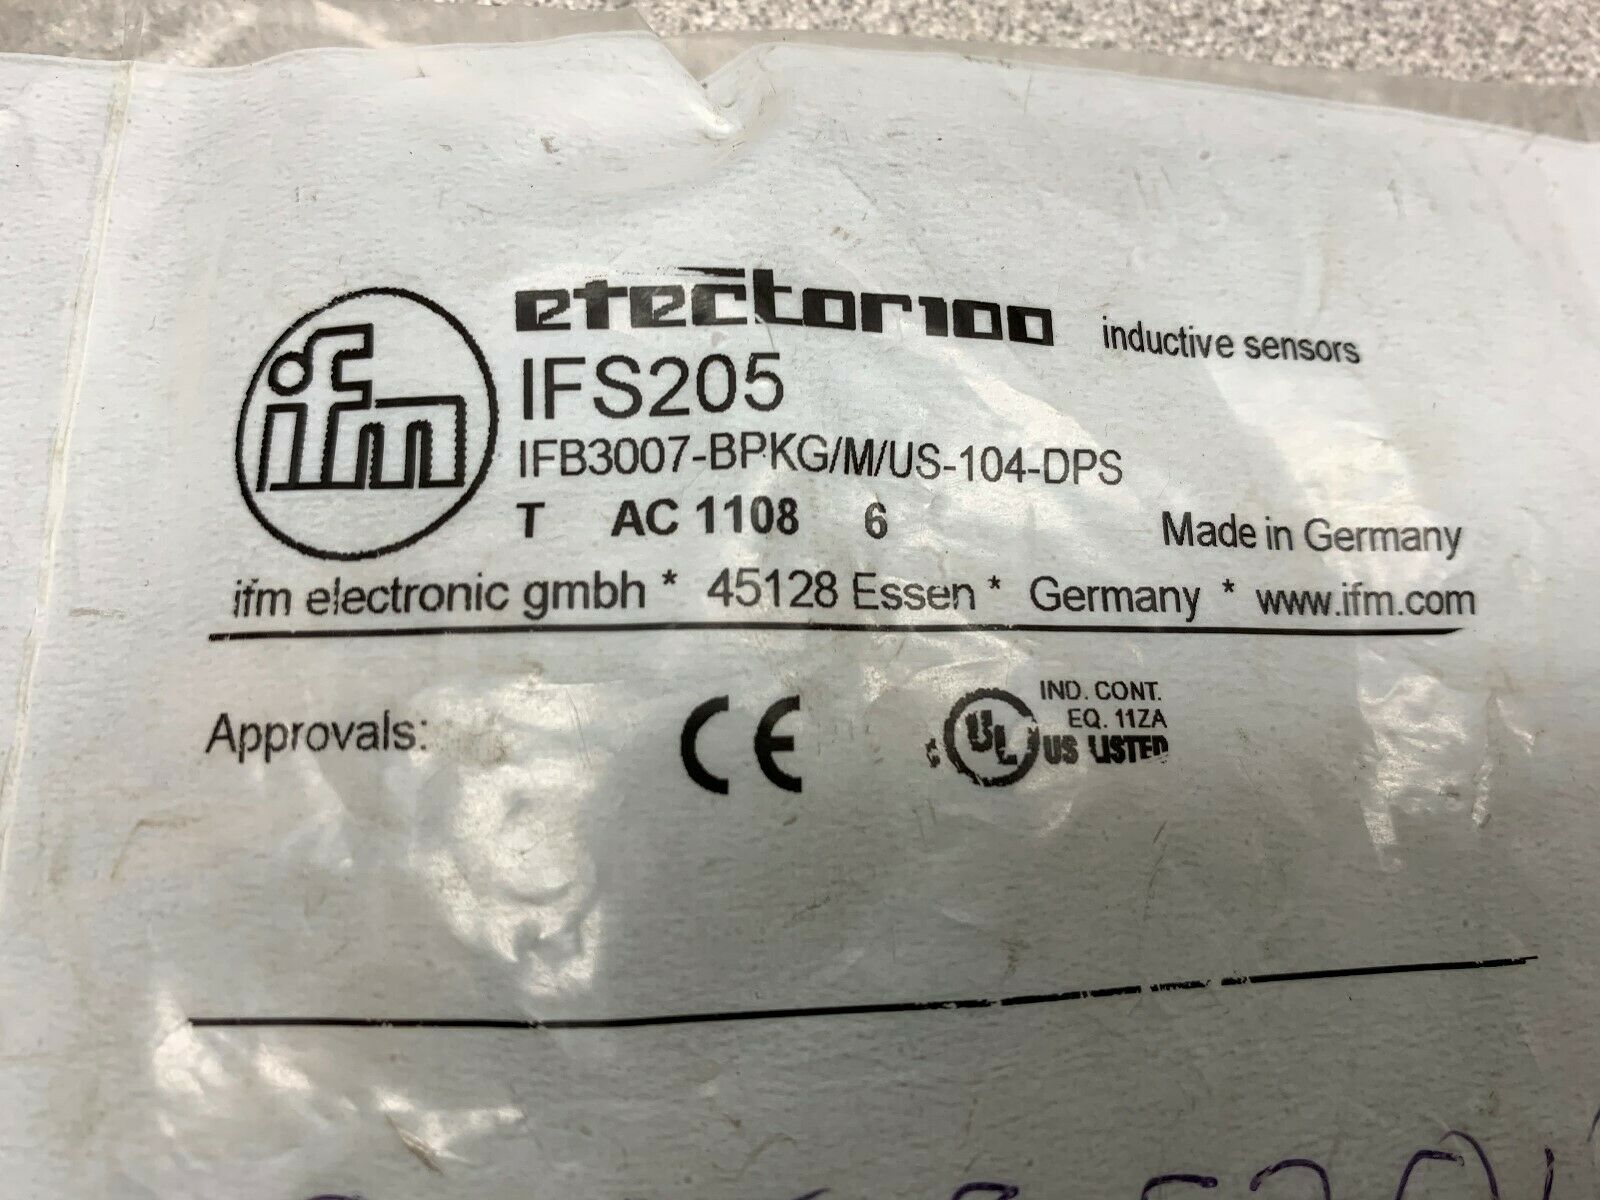 efector100 inductive sensors
ifm
IFS205
IFB3007-BPKG/M/US-104-DPS
T AC 1108 6 Made in Germany
ifm electronic gmbh * 45128 Essen * Germany * www.ifm.com
Approvals: CE c UL US LISTED
IND. CONT.
EQ. 11ZA